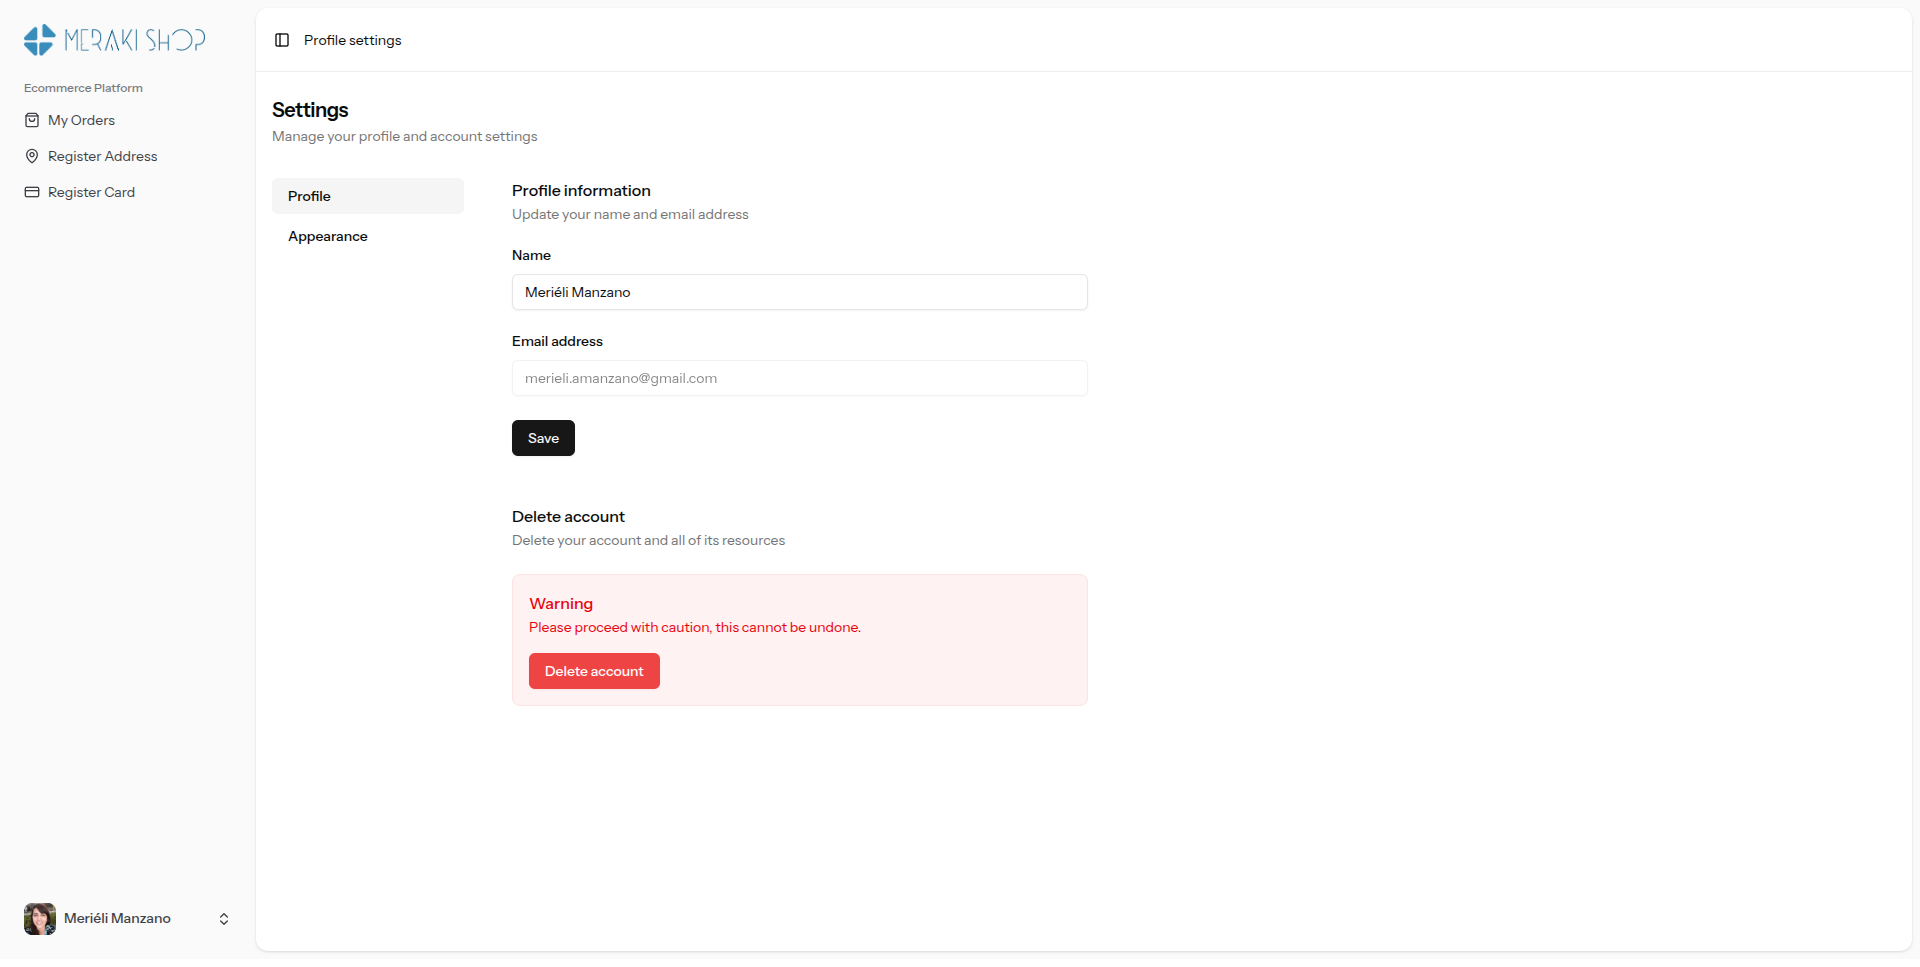 MERAKI SHOP
Ecommerce Platform
My Orders
Register Address
Register Card
Meriéli Manzano
Profile settings
Settings
Manage your profile and account settings
Profile
Appearance
Profile information
Update your name and email address
Name
Meriéli Manzano
Email address
merieli.amanzano@gmail.com
Save
Delete account
Delete your account and all of its resources
Warning
Please proceed with caution, this cannot be undone.
Delete account